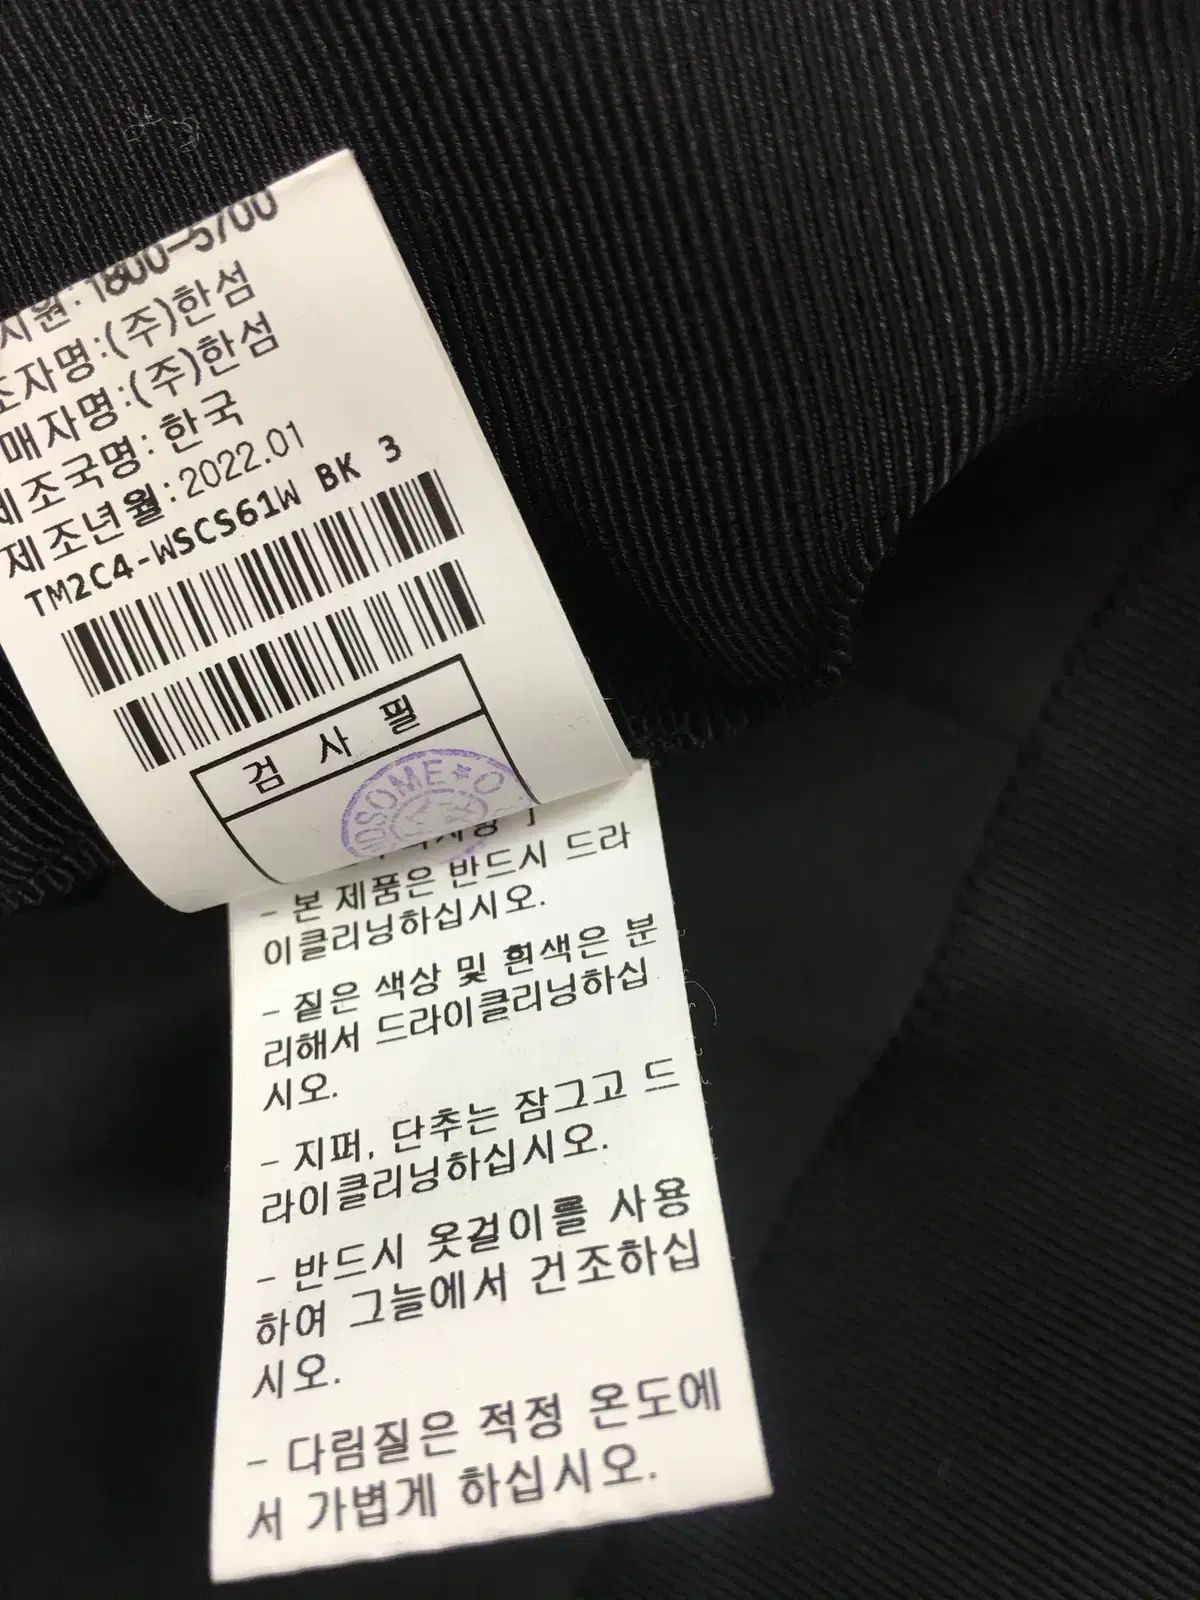 지원:1800-5700
조자명:(주)한섬
매자명:(주)한섬
제조국명:한국
제조년월:2022.01
TM2C4-WSCS61W BK 3
검 사 필
DSOME★O
- 본 제품은 반드시 드라
이클리닝하십시오.
- 짙은 색상 및 흰색은 분
리해서 드라이클리닝하십
시오.
- 지퍼, 단추는 잠그고 드
라이클리닝하십시오.
- 반드시 옷걸이를 사용
하여 그늘에서 건조하십
시오.
- 다림질은 적정 온도에
서 가볍게 하십시오.